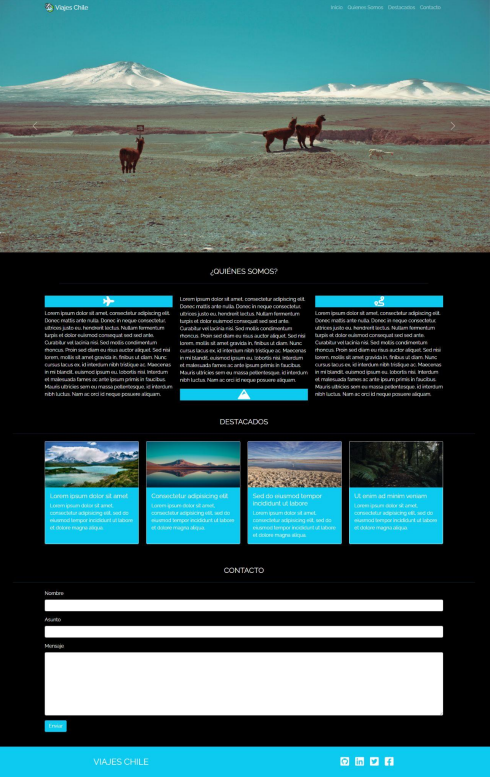 Viajes Chile
Inicio Quiénes Somos Destacados Contacto
¿QUIÉNES SOMOS?
Lorem ipsum dolor sit amet, consectetur adipiscing elit.
Donec mattis ante nulla. Donec in neque consectetur,
ultrices justo eu, hendrerit lectus. Nullam fermentum
turpis et dolor euismod consequat sed sed ante.
Curabitur vel lacinia nisi. Sed mollis condimentum
rhoncus. Proin sed diam eu risus auctor aliquet. Sed nisi
lorem, mollis sit amet gravida in, finibus ut diam. Nunc
cursus lacus ex, id interdum nibh tristique ac. Maecenas
in mi blandit, euismod ipsum eu, lobortis nisl. Interdum
et malesuada fames ac ante ipsum primis in faucibus.
Mauris ultricies sem eu massa pellentesque, id interdum
nibh luctus. Nam ac orci id neque posuere aliquam.
Lorem ipsum dolor sit amet, consectetur adipiscing elit.
Donec mattis ante nulla. Donec in neque consectetur,
ultrices justo eu, hendrerit lectus. Nullam fermentum
turpis et dolor euismod consequat sed sed ante.
Curabitur vel lacinia nisi. Sed mollis condimentum
rhoncus. Proin sed diam eu risus auctor aliquet. Sed nisi
lorem, mollis sit amet gravida in, finibus ut diam. Nunc
cursus lacus ex, id interdum nibh tristique ac. Maecenas
in mi blandit, euismod ipsum eu, lobortis nisl. Interdum
et malesuada fames ac ante ipsum primis in faucibus.
Mauris ultricies sem eu massa pellentesque, id interdum
nibh luctus. Nam ac orci id neque posuere aliquam.
Lorem ipsum dolor sit amet, consectetur adipiscing elit.
Donec mattis ante nulla. Donec in neque consectetur,
ultrices justo eu, hendrerit lectus. Nullam fermentum
turpis et dolor euismod consequat sed sed ante.
Curabitur vel lacinia nisi. Sed mollis condimentum
rhoncus. Proin sed diam eu risus auctor aliquet. Sed nisi
lorem, mollis sit amet gravida in, finibus ut diam. Nunc
cursus lacus ex, id interdum nibh tristique ac. Maecenas
in mi blandit, euismod ipsum eu, lobortis nisl. Interdum
et malesuada fames ac ante ipsum primis in faucibus.
Mauris ultricies sem eu massa pellentesque, id interdum
nibh luctus. Nam ac orci id neque posuere aliquam.
DESTACADOS
Lorem ipsum dolor sit amet
Lorem ipsum dolor sit amet,
consectetur adipiscing elit, sed do
eiusmod tempor incididunt ut labore
et dolore magna aliqua.
Consectetur adipisicing elit
Lorem ipsum dolor sit amet,
consectetur adipiscing elit, sed do
eiusmod tempor incididunt ut labore
et dolore magna aliqua.
Sed do eiusmod tempor
incididunt ut labore
Lorem ipsum dolor sit amet,
consectetur adipiscing elit, sed do
eiusmod tempor incididunt ut labore
et dolore magna aliqua.
Ut enim ad minim veniam
Lorem ipsum dolor sit amet,
consectetur adipiscing elit, sed do
eiusmod tempor incididunt ut labore
et dolore magna aliqua.
CONTACTO
Nombre
Asunto
Mensaje
Enviar
VIAJES CHILE